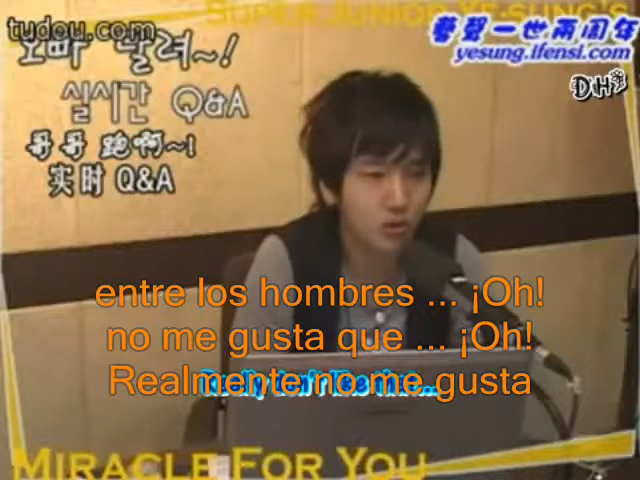 SUPER JUNIOR YE-SUNG'S
tudou.com
藝聲一世兩周年
yesung.ifensi.com
오빠 달려~!
DH
실시간 Q&A
哥哥 跑啊~!
实时 Q&A
entre los hombres ... ¡Oh!
no me gusta que ... ¡Oh!
Realmente no me gusta
MIRACLE FOR YOU